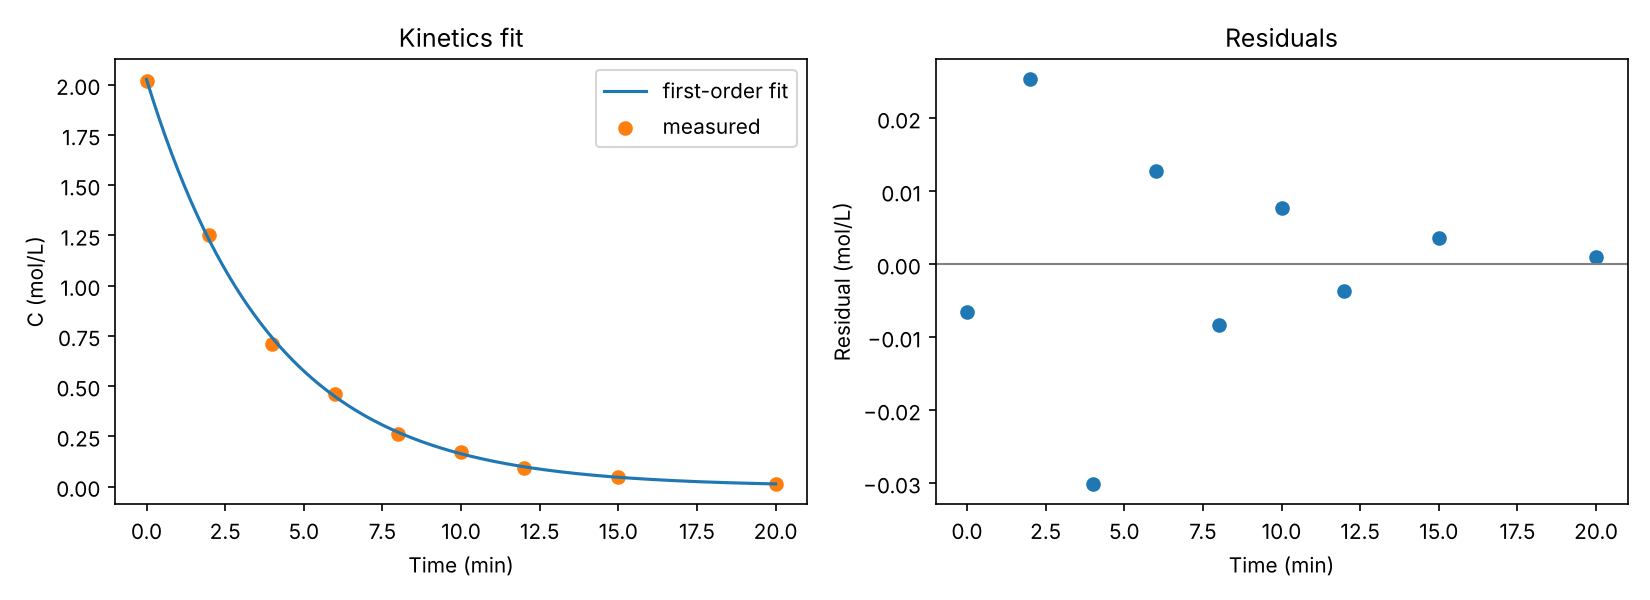 Kinetics fit
first-order fit
measured
2.00
1.75
1.50
1.25
1.00
0.75
0.50
0.25
0.00
C (mol/L)
0.0 2.5 5.0 7.5 10.0 12.5 15.0 17.5 20.0
Time (min)
Residuals
0.02
0.01
0.00
−0.01
−0.02
−0.03
Residual (mol/L)
0.0 2.5 5.0 7.5 10.0 12.5 15.0 17.5 20.0
Time (min)